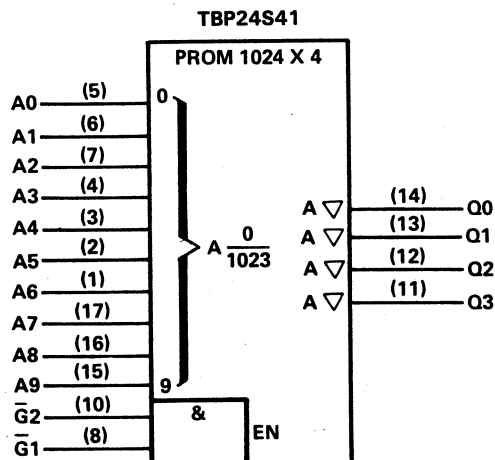 TBP24S41
PROM 1024 X 4
A0 (5) 0
A1 (6)
A2 (7)
A3 (4)
A4 (3)
A5 (2)
A6 (1)
A7 (17)
A8 (16)
A9 (15) 9
G̅2 (10) &
G̅1 (8) EN
A 0
1023
A ▽ (14) Q0
A ▽ (13) Q1
A ▽ (12) Q2
A ▽ (11) Q3